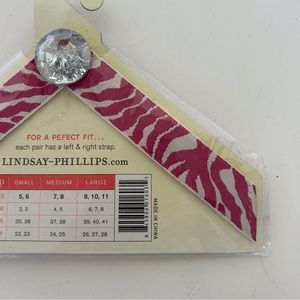 FOR A PEFECT FIT...
each pair has a left & right strap.
LINDSAY-PHILLIPS.com
SMALL MEDIUM LARGE
5, 6 7, 8 9, 10, 11
2, 3 4, 5 6, 7, 8
35, 36 37, 38 39, 40, 41
22, 23 24, 25 26, 27, 28
MADE IN CHINA